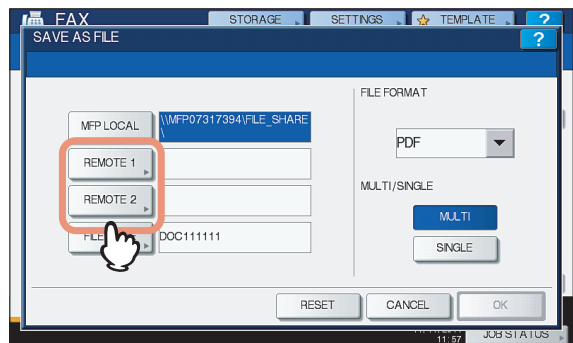 FAX
STORAGE
SETTINGS
TEMPLATE
?
SAVE AS FILE
?
FILE FORMAT
MFP LOCAL
\\MFP07317394\FILE_SHARE
\
PDF
REMOTE 1
MULTI/SINGLE
REMOTE 2
MULTI
FILE
DOC111111
SINGLE
RESET
CANCEL
OK
11:57
JOB STATUS